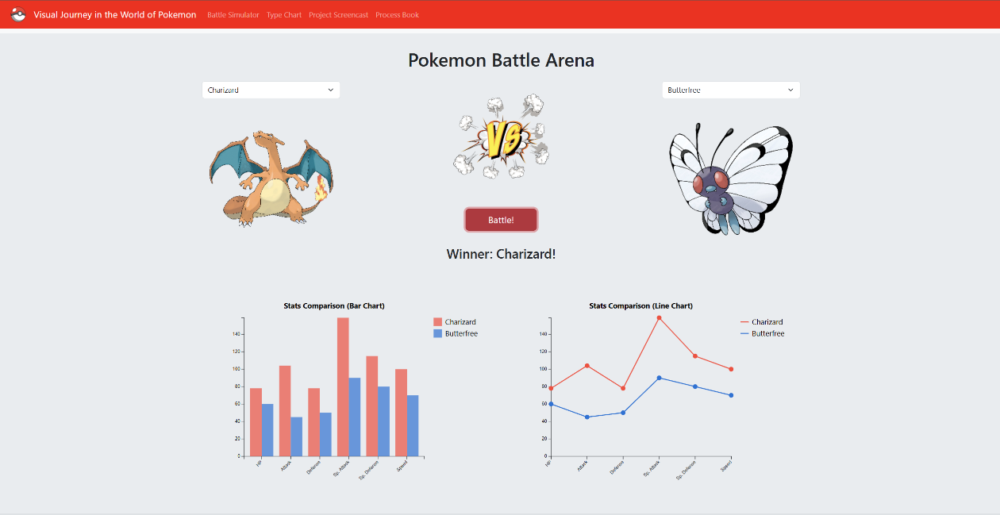 Visual Journey in the World of Pokemon Battle Simulator Type Chart Project Screencast Process Book
Pokemon Battle Arena
Charizard
Butterfree
VS
Battle!
Winner: Charizard!
Stats Comparison (Bar Chart)
Charizard
Butterfree
140
120
100
80
60
40
20
0
HP
Attack
Defense
Sp. Attack
Sp. Defense
Speed
Stats Comparison (Line Chart)
Charizard
Butterfree
140
120
100
80
60
40
20
0
HP
Attack
Defense
Sp. Attack
Sp. Defense
Speed